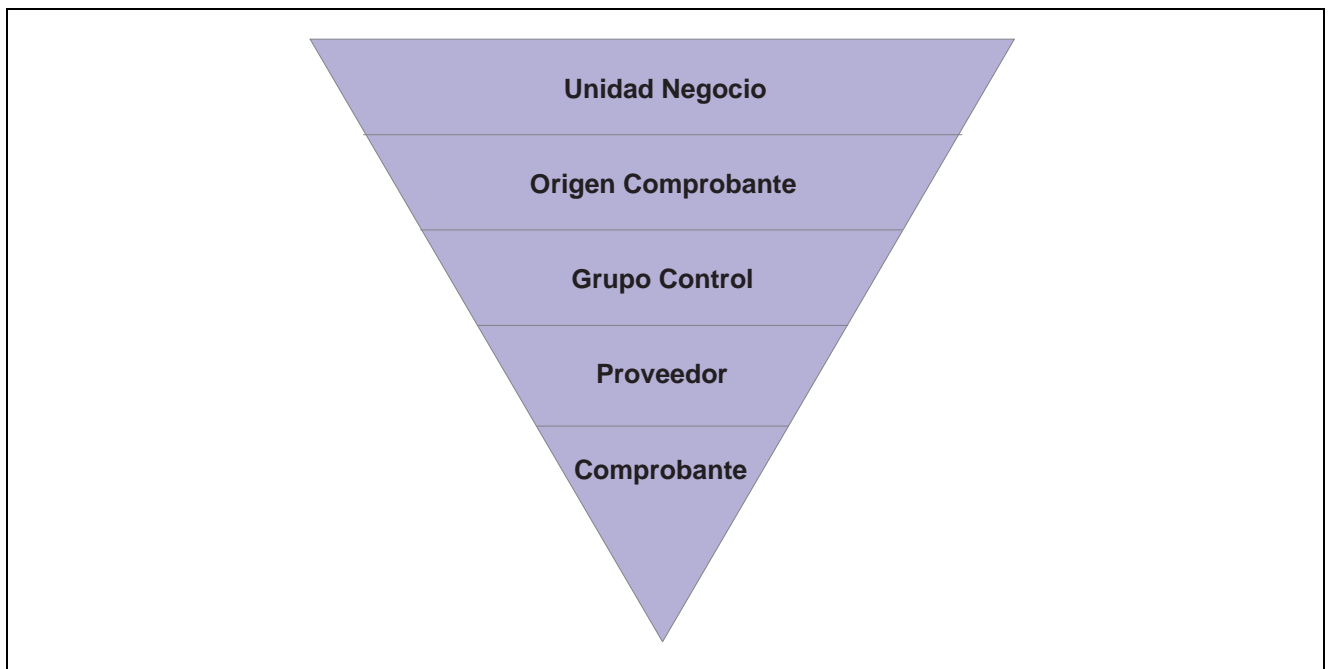 Unidad Negocio
Origen Comprobante
Grupo Control
Proveedor
Comprobante